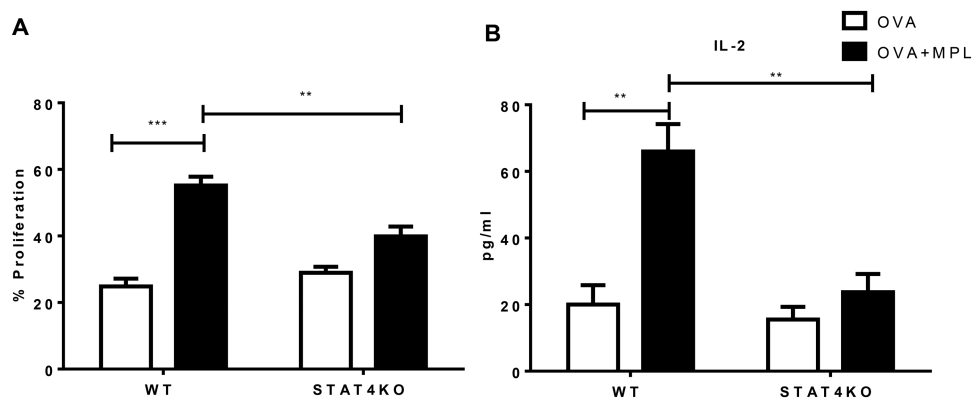 A
80
60
40
20
0
% Proliferation
***
**
WT
STAT4KO
B
IL-2
OVA
OVA+MPL
80
60
40
20
0
pg/ml
**
**
WT
STAT4KO